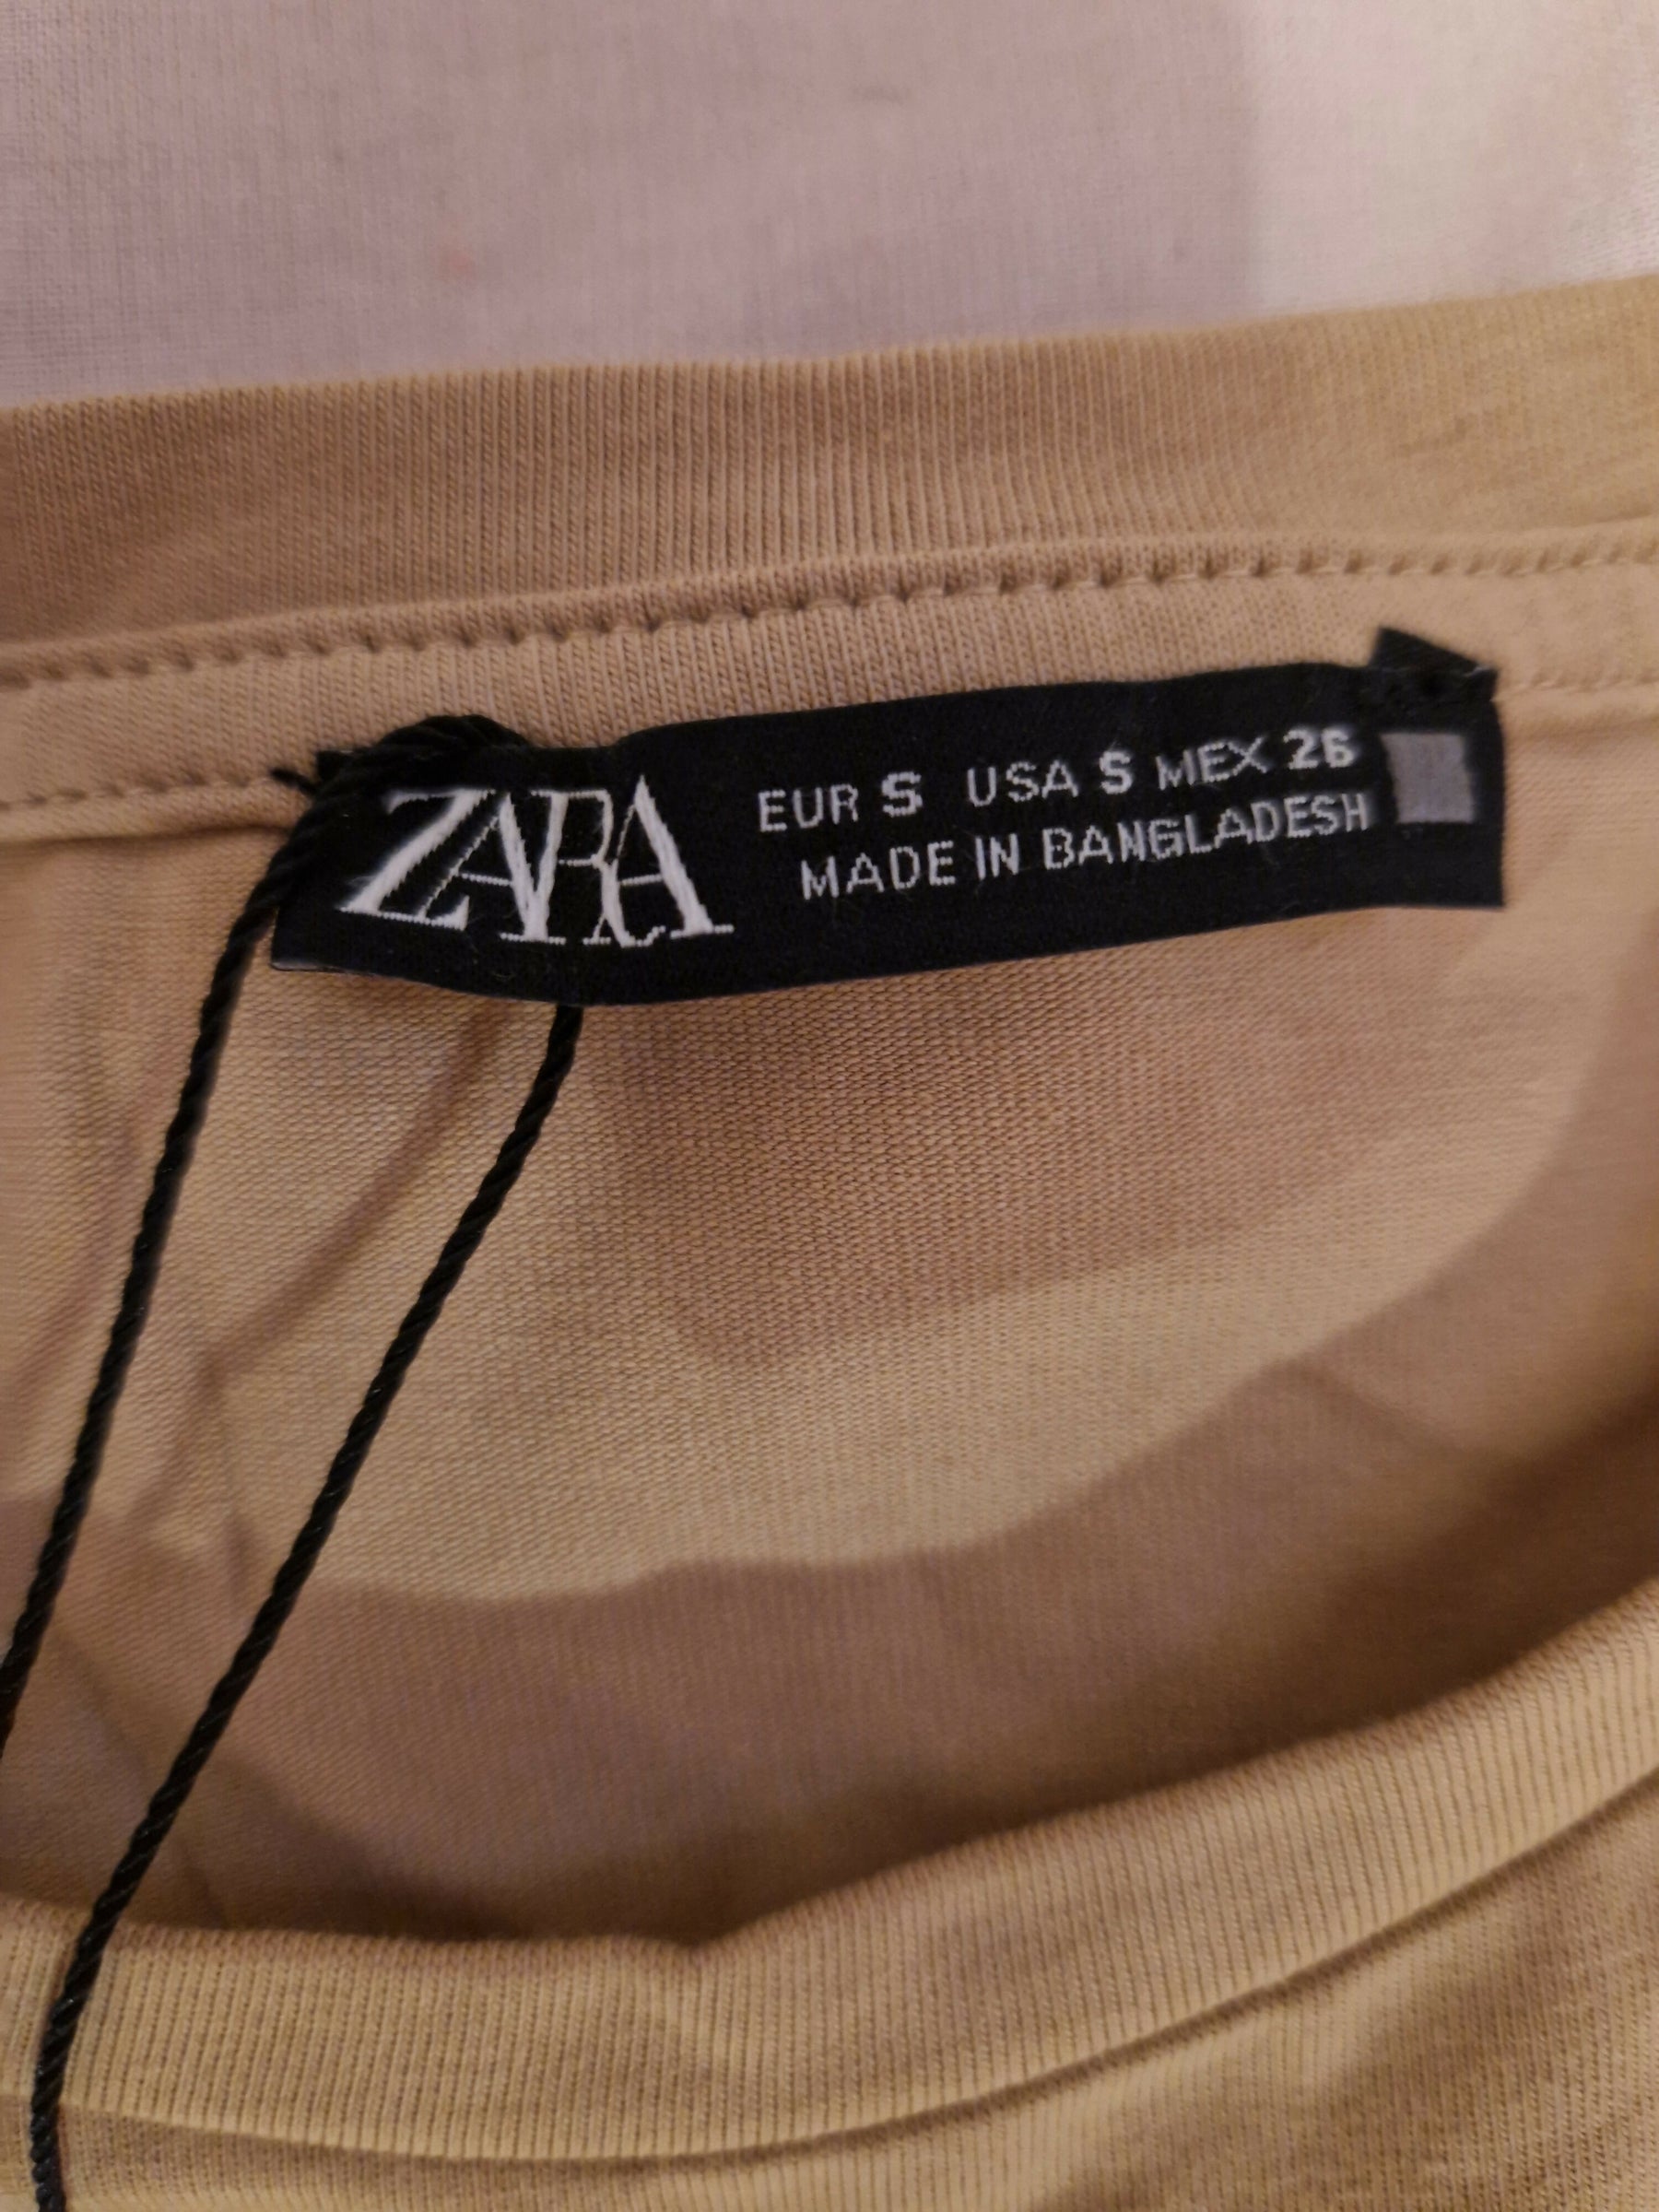 ZARA
EUR S USA S MEX 26
MADE IN BANGLADESH